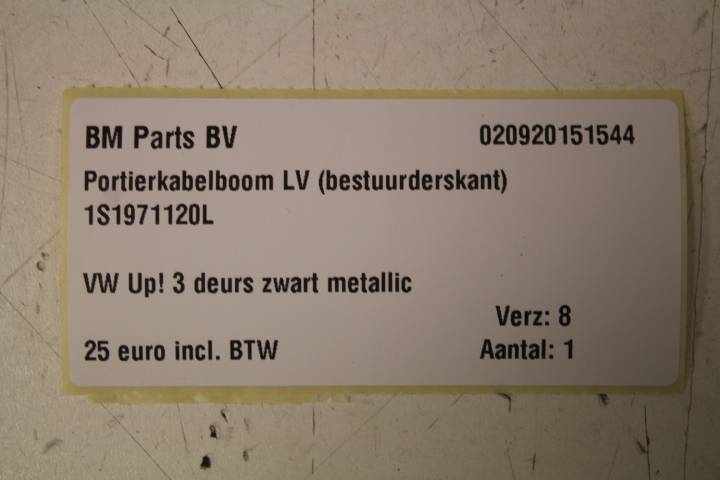 BM Parts BV 020920151544
Portierkabelboom LV (bestuurderskant)
1S1971120L
VW Up! 3 deurs zwart metallic
Verz: 8
25 euro incl. BTW Aantal: 1